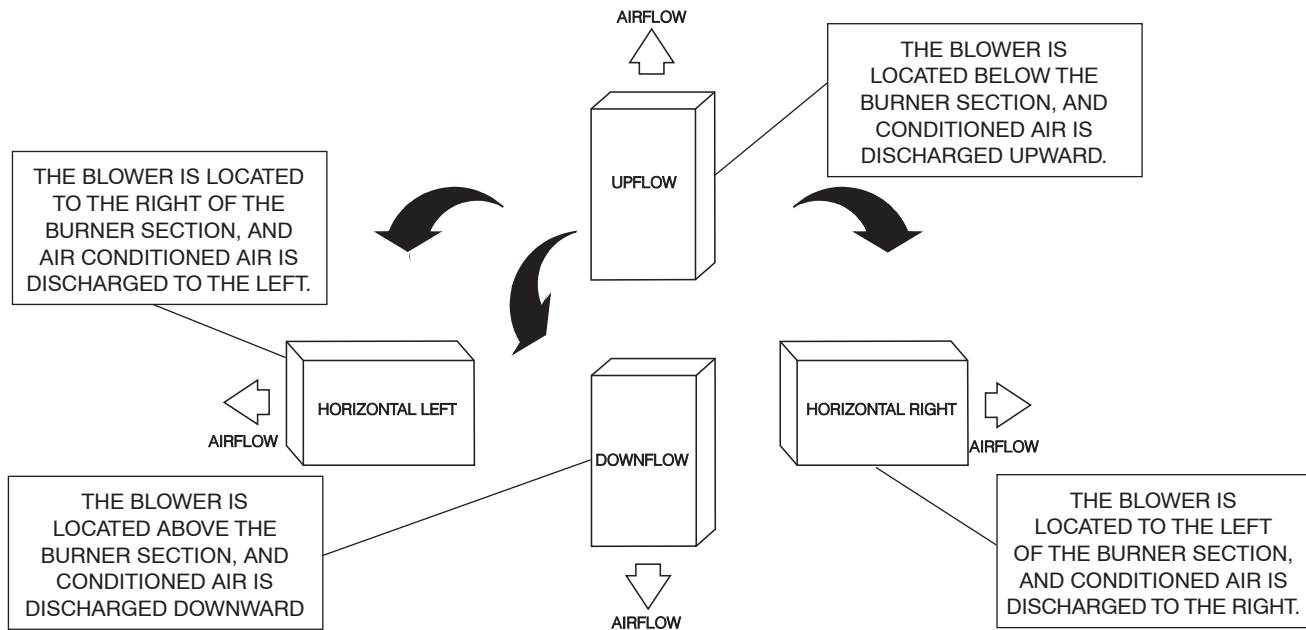 AIRFLOW
THE BLOWER IS
LOCATED BELOW THE
BURNER SECTION, AND
CONDITIONED AIR IS
DISCHARGED UPWARD.
UPFLOW
THE BLOWER IS LOCATED
TO THE RIGHT OF THE
BURNER SECTION, AND
AIR CONDITIONED AIR IS
DISCHARGED TO THE LEFT.
HORIZONTAL LEFT
AIRFLOW
HORIZONTAL RIGHT
AIRFLOW
DOWNFLOW
THE BLOWER IS
LOCATED ABOVE THE
BURNER SECTION, AND
CONDITIONED AIR IS
DISCHARGED DOWNWARD
THE BLOWER IS
LOCATED TO THE LEFT
OF THE BURNER SECTION,
AND CONDITIONED AIR IS
DISCHARGED TO THE RIGHT.
AIRFLOW